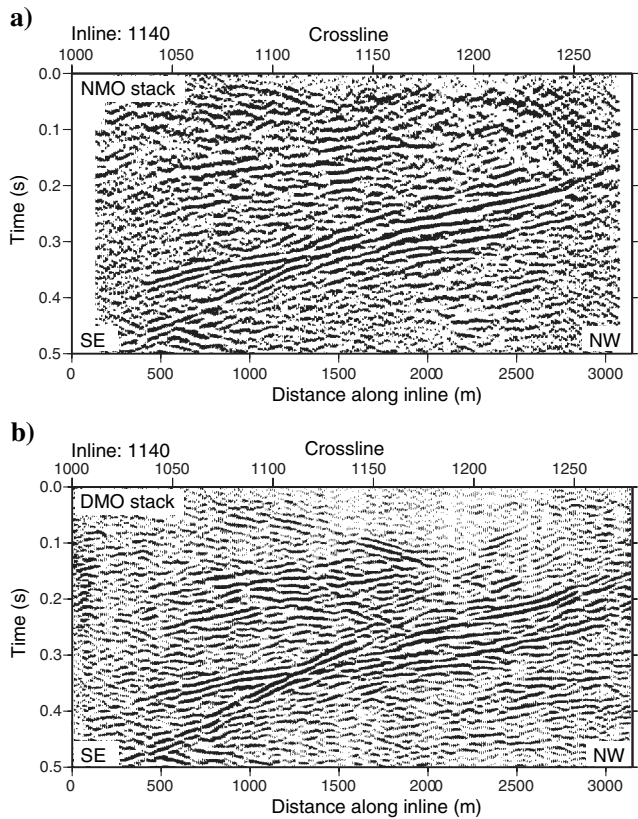 a)
Inline: 1140 Crossline
1000 1050 1100 1150 1200 1250
NMO stack
0.0
0.1
0.2
0.3
0.4
0.5
Time (s)
SE NW
0 500 1000 1500 2000 2500 3000
Distance along inline (m)
b)
Inline: 1140 Crossline
1000 1050 1100 1150 1200 1250
DMO stack
0.0
0.1
0.2
0.3
0.4
0.5
Time (s)
SE NW
0 500 1000 1500 2000 2500 3000
Distance along inline (m)